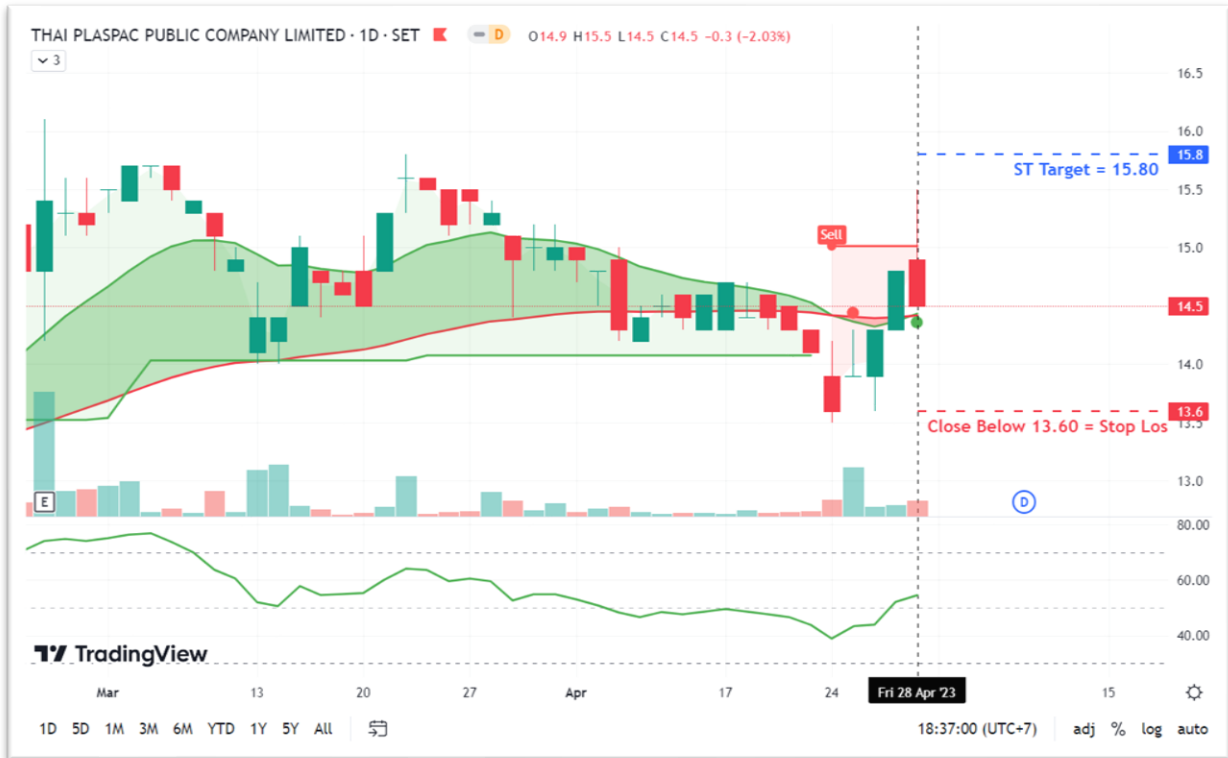 THAI PLASPAC PUBLIC COMPANY LIMITED · 1D · SET D O14.9 H15.5 L14.5 C14.5 −0.3 (−2.03%)
3
16.5
16.0
15.8
ST Target = 15.80
15.5
Sell
15.0
14.5
14.0
13.6
13.5
Close Below 13.60 = Stop Los
13.0
E
D
80.00
60.00
40.00
TradingView
Mar 13 20 27 Apr 17 24 Fri 28 Apr '23 15
1D 5D 1M 3M 6M YTD 1Y 5Y All 18:37:00 (UTC+7) adj % log auto